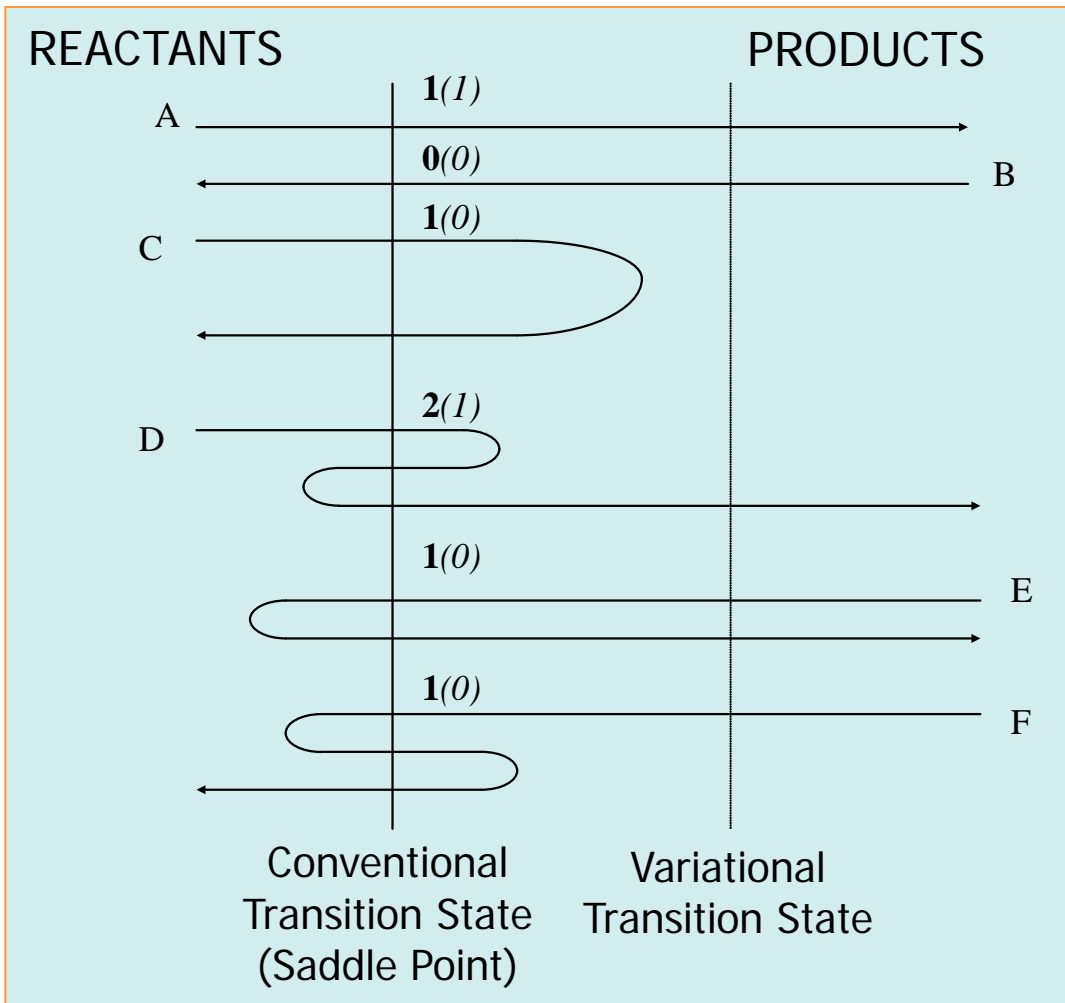 REACTANTS PRODUCTS
1(1)
A
0(0)
B
1(0)
C
2(1)
D
1(0)
E
1(0)
F
Conventional
Transition State
(Saddle Point)
Variational
Transition State